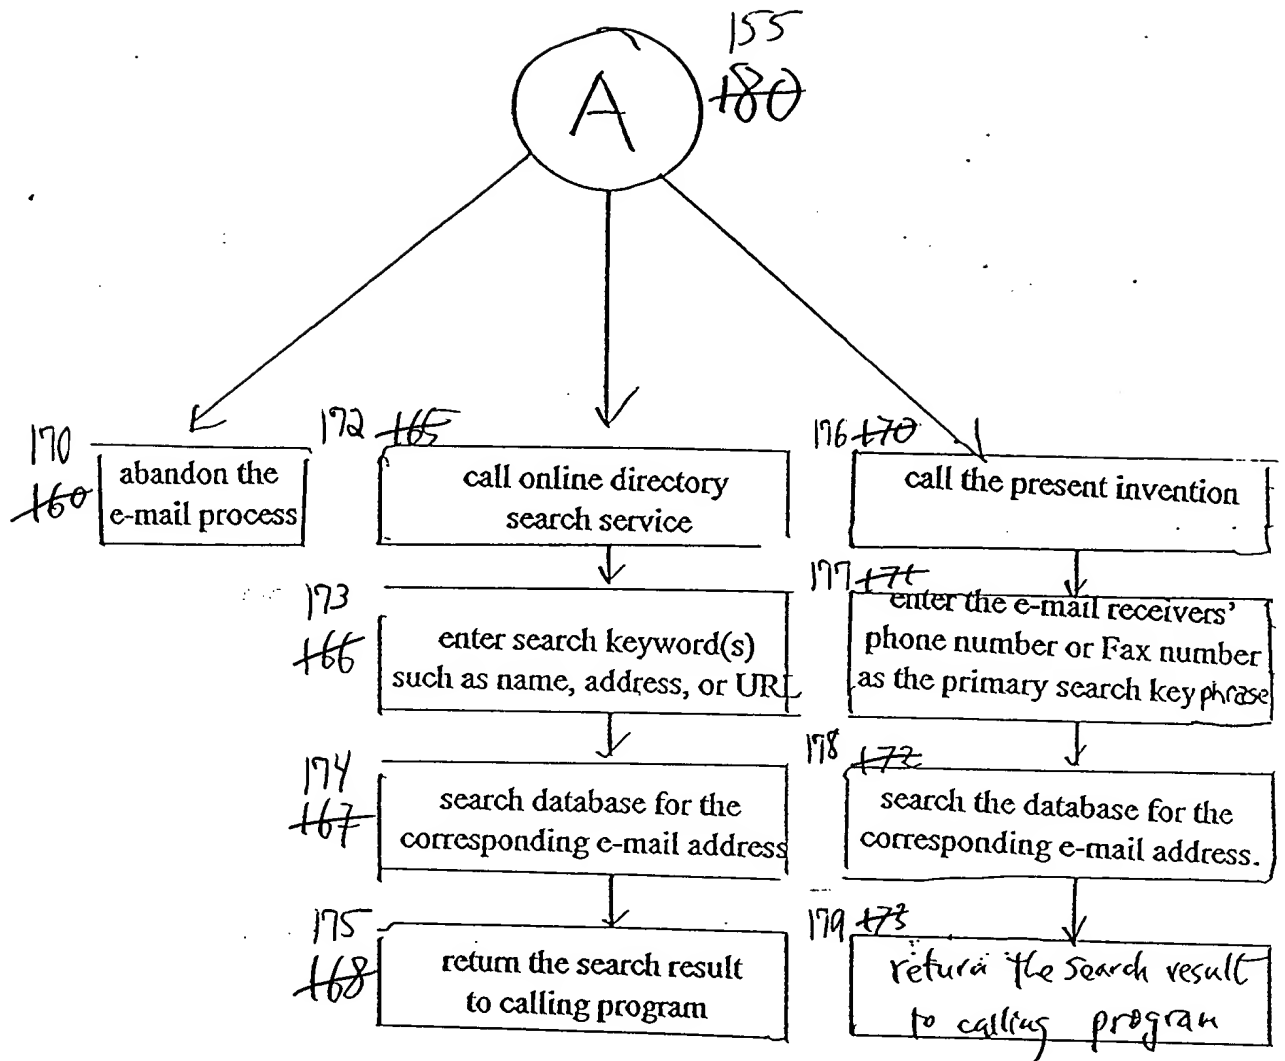 155
180
A
170
160
abandon the
e-mail process
172 165
call online directory
search service
176 170
call the present invention
173
166
enter search keyword(s)
such as name, address, or URL
177 171
enter the e-mail receivers'
phone number or Fax number
as the primary search key phrase
174
167
search database for the
corresponding e-mail address
178 172
search the database for the
corresponding e-mail address.
175
168
return the search result
to calling program
179 173
return the search result
to calling program